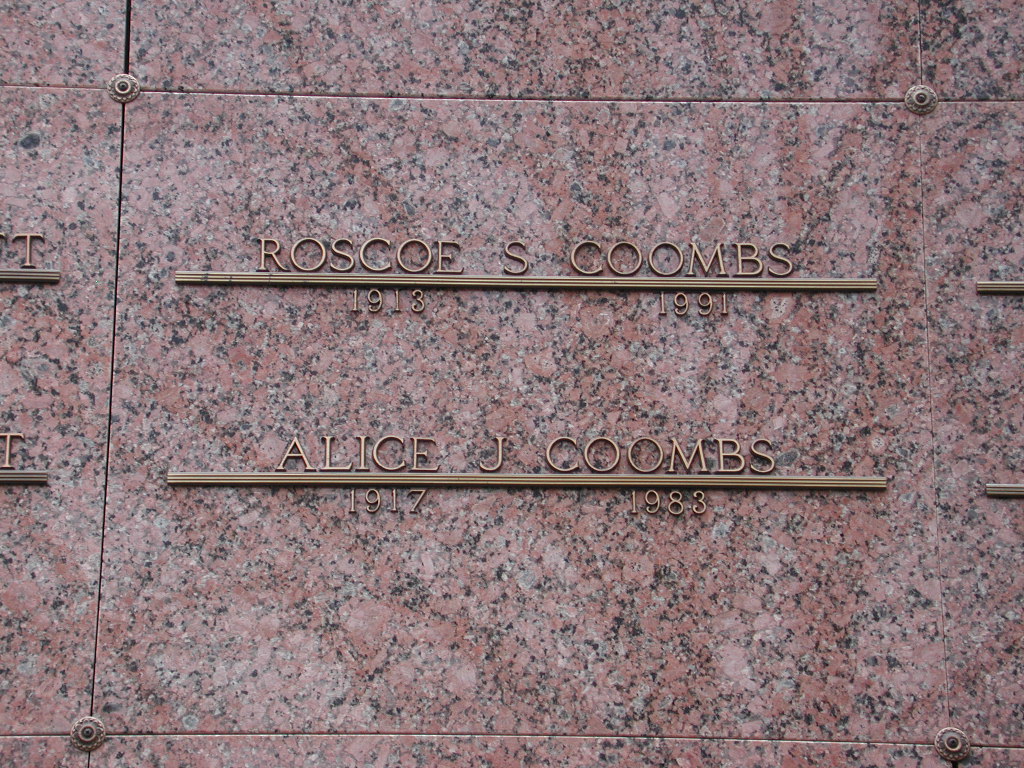 ROSCOE S COOMBS
1913 1991
ALICE J COOMBS
1917 1983
T
T